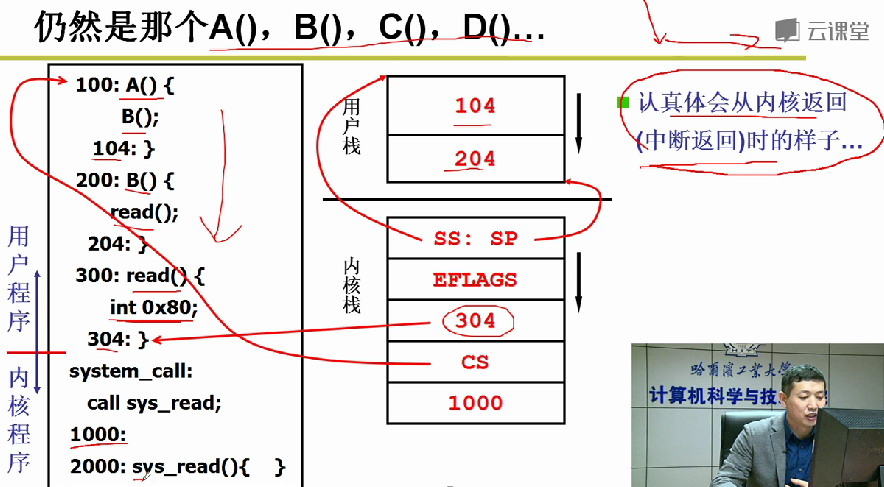 仍然是那个A()，B()，C()，D()...
云课堂
100: A() {
B();
104: }
200: B() {
read();
204: }
300: read() {
int 0x80;
304: }
system_call:
call sys_read;
1000:
2000: sys_read(){ }
用户程序
内核程序
用户栈
104
204
内核栈
SS: SP
EFLAGS
304
CS
1000
认真体会从内核返回
(中断返回)时的样子...
哈尔滨工业大学
计算机科学与技